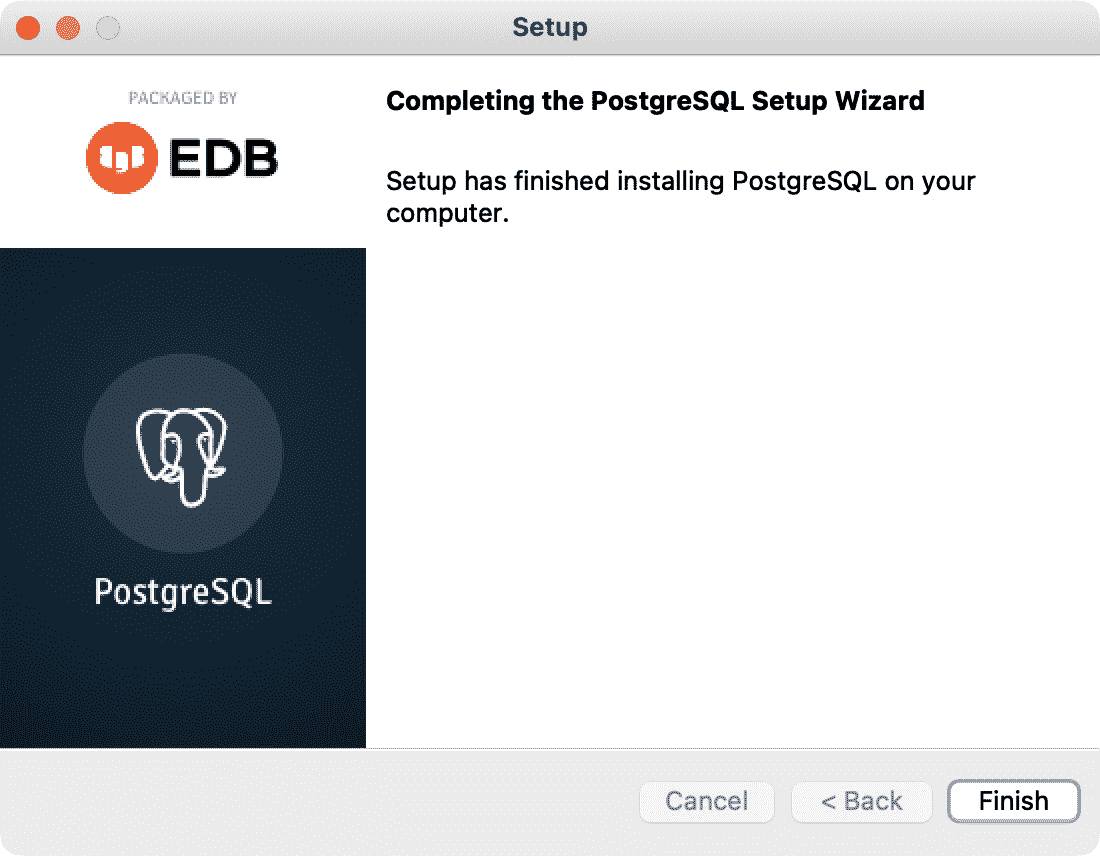 Setup
PACKAGED BY
EDB
Completing the PostgreSQL Setup Wizard
Setup has finished installing PostgreSQL on your
computer.
PostgreSQL
Cancel
< Back
Finish